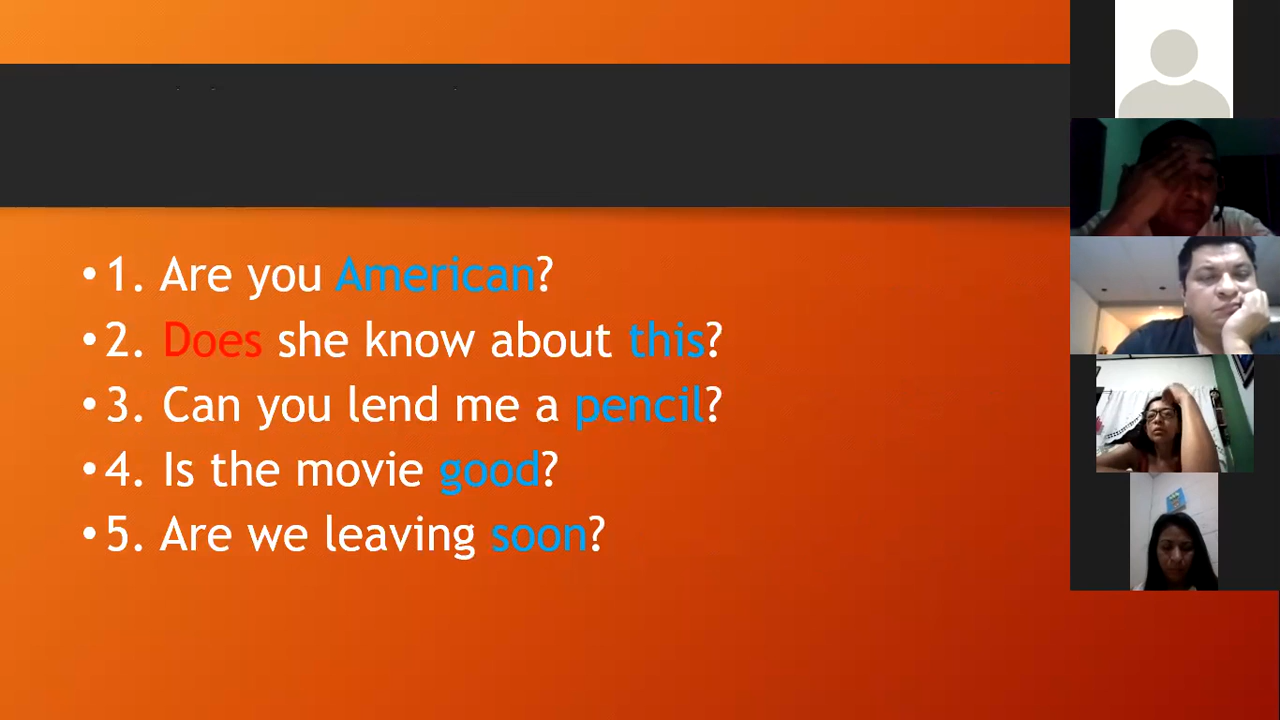 • 1. Are you American?
• 2. Does she know about this?
• 3. Can you lend me a pencil?
• 4. Is the movie good?
• 5. Are we leaving soon?